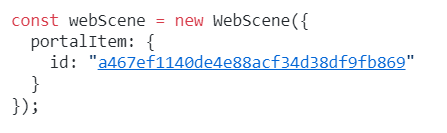 const webScene = new WebScene({
  portalItem: {
    id: "a467ef1140de4e88acf34d38df9fb869"
  }
});